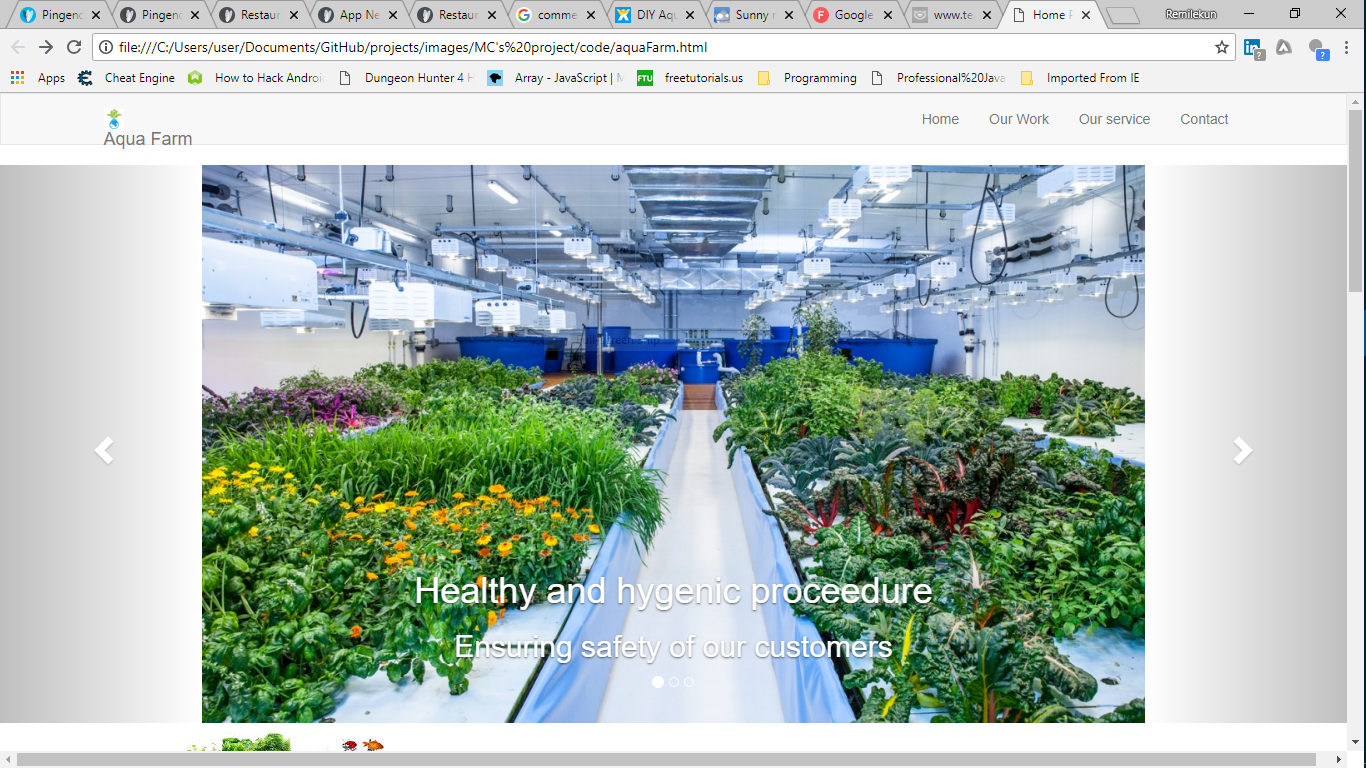 Pingenc
Pingenc
Restaur
App Ne
Restaur
comme
DIY Aqu
Sunny r
Google
www.te
Home P
Remilekun
file:///C:/Users/user/Documents/GitHub/projects/images/MC's%20project/code/aquaFarm.html
Apps
Cheat Engine
How to Hack Androi
Dungeon Hunter 4 H
Array - JavaScript | M
FTU freetutorials.us
Programming
Professional%20Java
Imported From IE
Aqua Farm
Home
Our Work
Our service
Contact
Healthy and hygenic proceedure
Ensuring safety of our customers